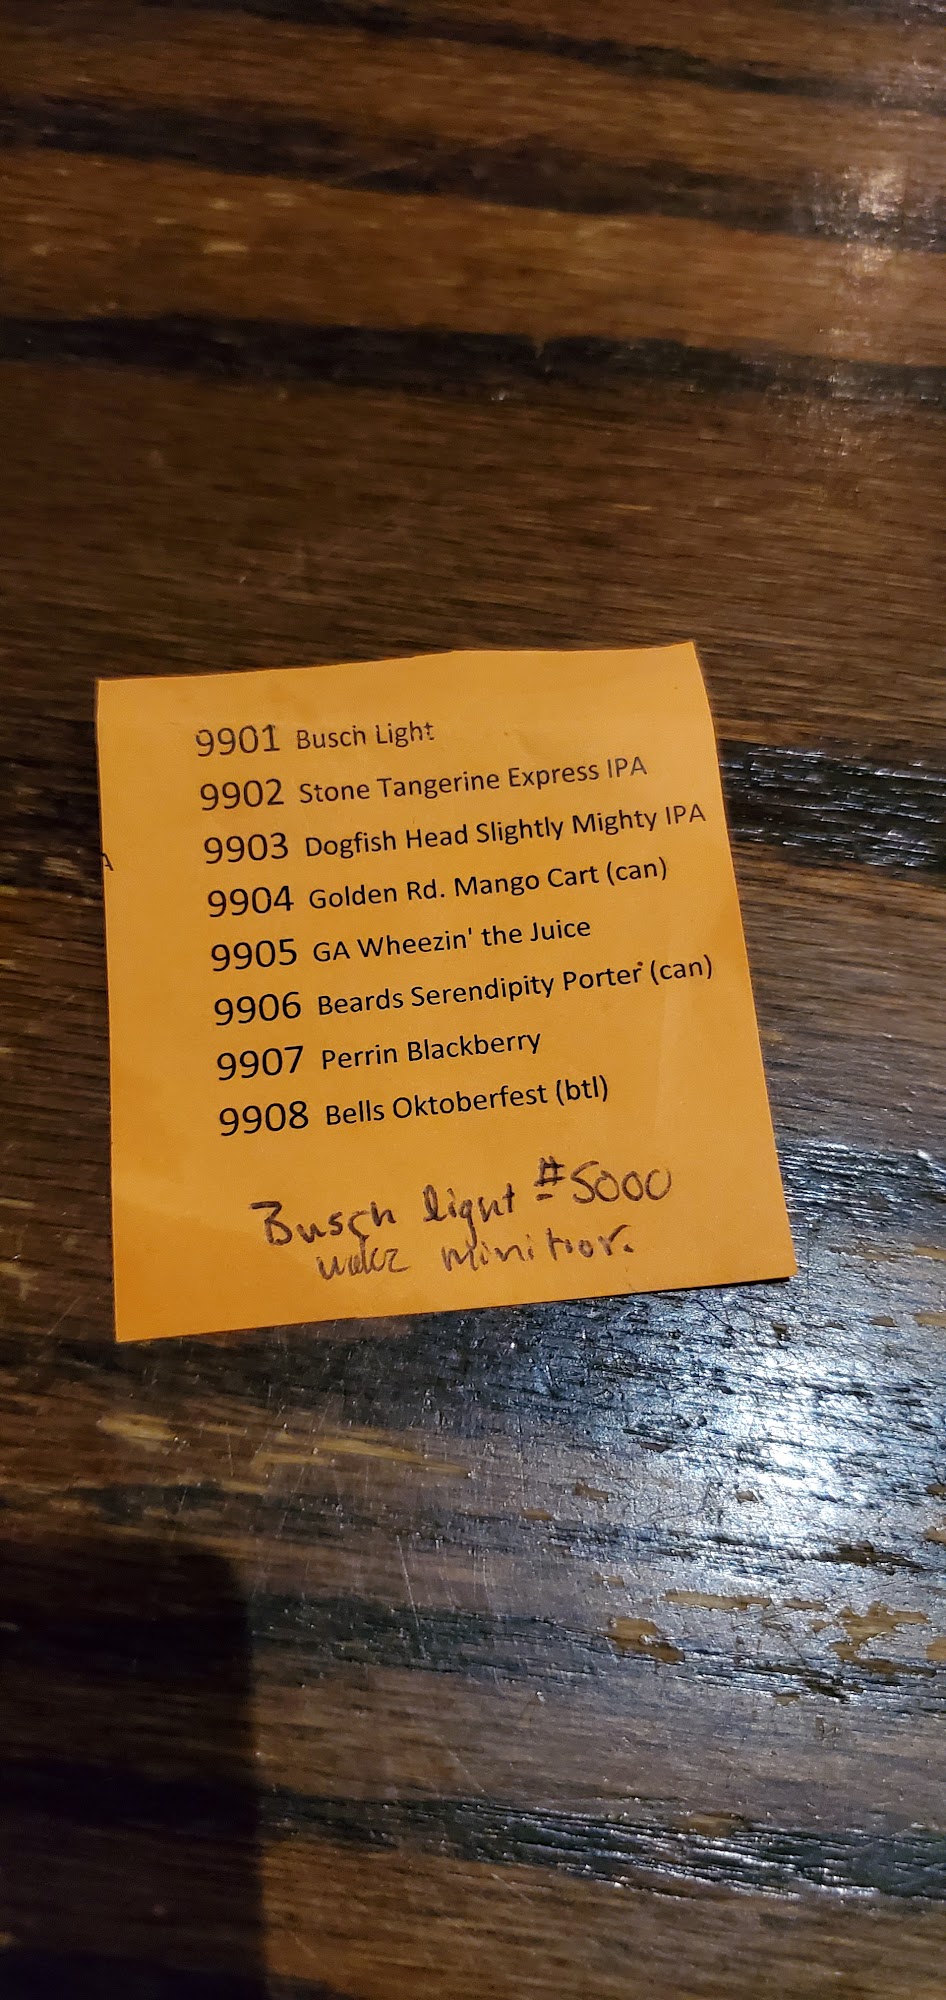 9901 Busch Light
9902 Stone Tangerine Express IPA
9903 Dogfish Head Slightly Mighty IPA
9904 Golden Rd. Mango Cart (can)
9905 GA Wheezin' the Juice
9906 Beards Serendipity Porter (can)
9907 Perrin Blackberry
9908 Bells Oktoberfest (btl)
Busch light #5000